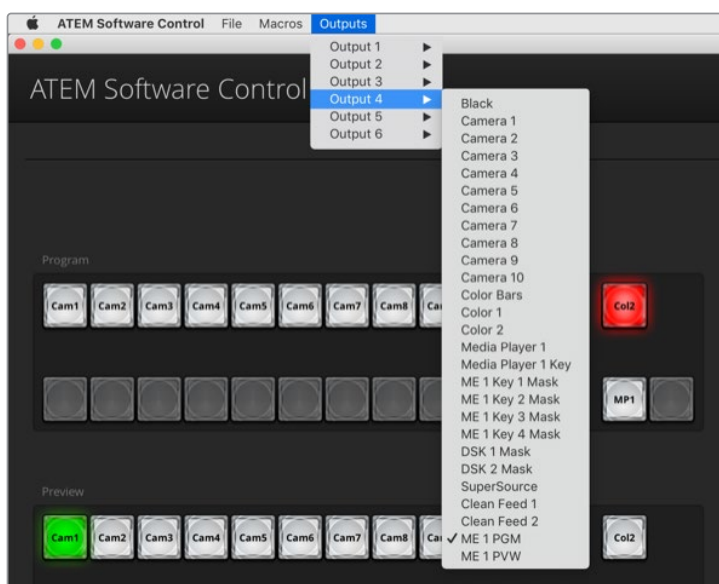 ATEM Software Control File Macros Outputs
Output 1
Output 2
Output 3
Output 4
Output 5
Output 6
ATEM Software Control
Black
Camera 1
Camera 2
Camera 3
Camera 4
Camera 5
Camera 6
Camera 7
Camera 8
Camera 9
Camera 10
Color Bars
Color 1
Color 2
Media Player 1
Media Player 1 Key
ME 1 Key 1 Mask
ME 1 Key 2 Mask
ME 1 Key 3 Mask
ME 1 Key 4 Mask
DSK 1 Mask
DSK 2 Mask
SuperSource
Clean Feed 1
Clean Feed 2
✓ ME 1 PGM
ME 1 PVW
Program
Cam1 Cam2 Cam3 Cam4 Cam5 Cam6 Cam7 Cam8 Ca Col2
MP1
Preview
Cam1 Cam2 Cam3 Cam4 Cam5 Cam6 Cam7 Cam8 Ca Col2